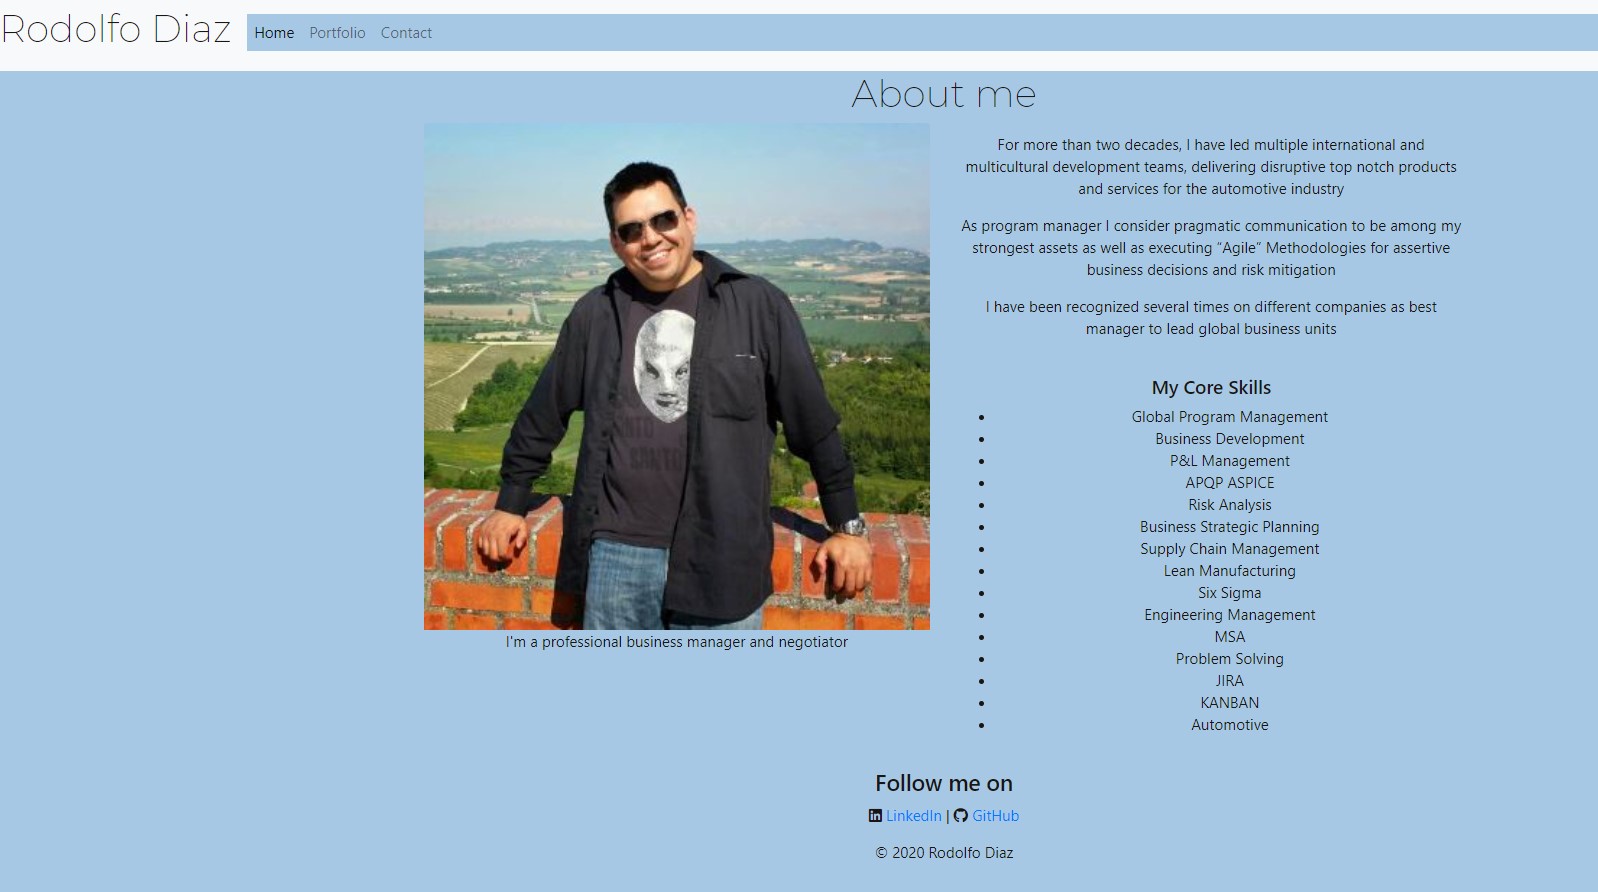 Rodolfo Diaz Home Portfolio Contact
About me
For more than two decades, I have led multiple international and
multicultural development teams, delivering disruptive top notch products
and services for the automotive industry
As program manager I consider pragmatic communication to be among my
strongest assets as well as executing “Agile” Methodologies for assertive
business decisions and risk mitigation
I have been recognized several times on different companies as best
manager to lead global business units
SANTO
I'm a professional business manager and negotiator
My Core Skills
• Global Program Management
• Business Development
• P&L Management
• APQP ASPICE
• Risk Analysis
• Business Strategic Planning
• Supply Chain Management
• Lean Manufacturing
• Six Sigma
• Engineering Management
• MSA
• Problem Solving
• JIRA
• KANBAN
• Automotive
Follow me on
LinkedIn | GitHub
© 2020 Rodolfo Diaz